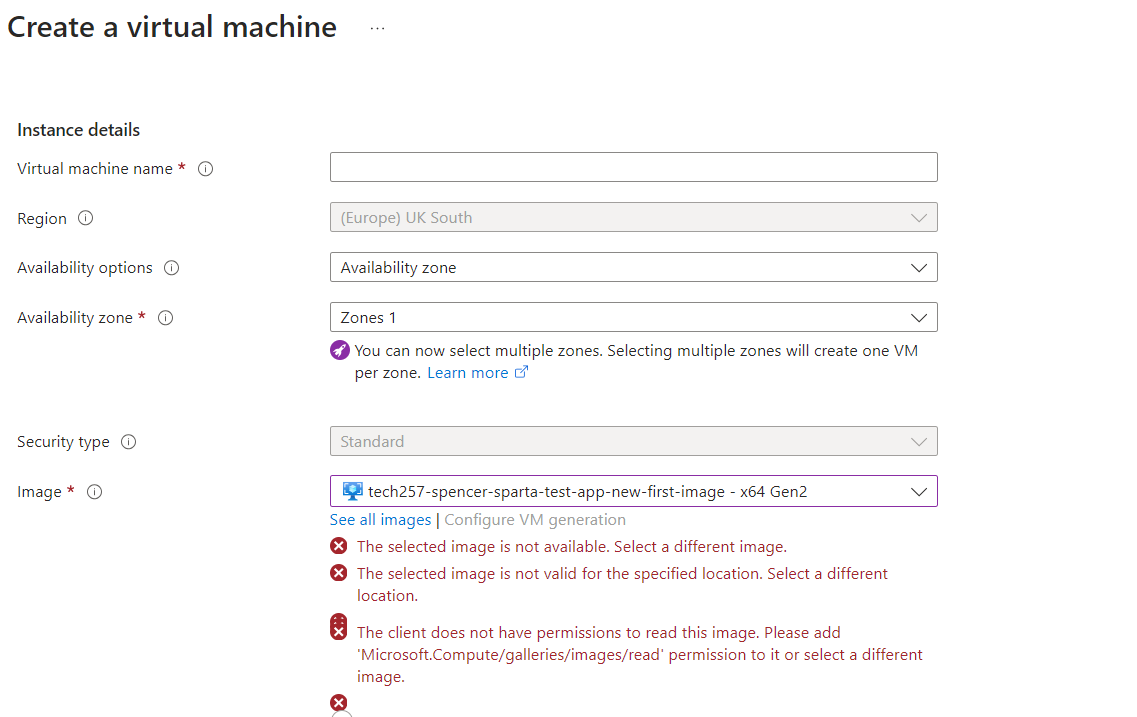 Create a virtual machine ...
Instance details
Virtual machine name *
Region
(Europe) UK South
Availability options
Availability zone
Availability zone *
Zones 1
You can now select multiple zones. Selecting multiple zones will create one VM
per zone. Learn more
Security type
Standard
Image *
tech257-spencer-sparta-test-app-new-first-image - x64 Gen2
See all images | Configure VM generation
The selected image is not available. Select a different image.
The selected image is not valid for the specified location. Select a different
location.
The client does not have permissions to read this image. Please add
'Microsoft.Compute/galleries/images/read' permission to it or select a different
image.